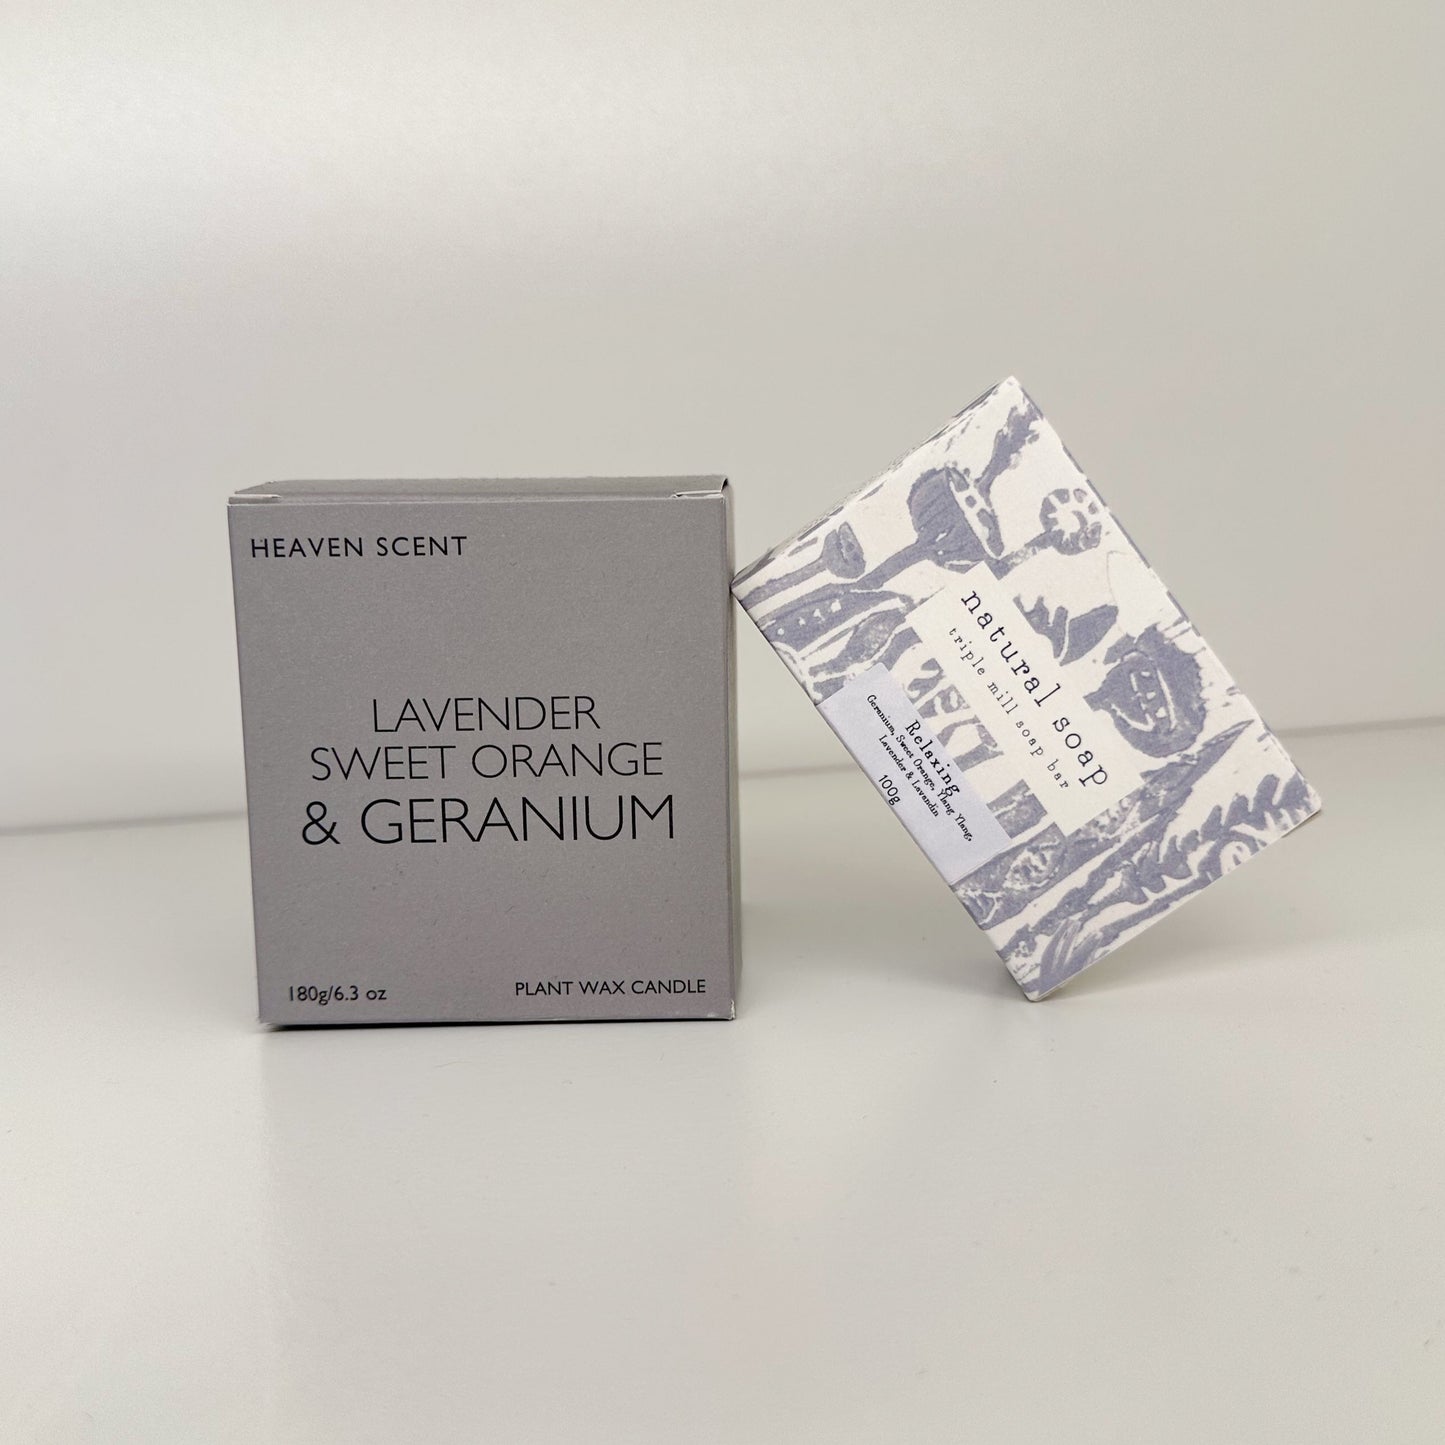 HEAVEN SCENT
LAVENDER
SWEET ORANGE
& GERANIUM
180g/6.3 oz
PLANT WAX CANDLE
natural soap
triple mill soap bar
Relaxing
Geranium, Sweet Orange, Ylang Ylang,
Lavender & Lavandin
100g